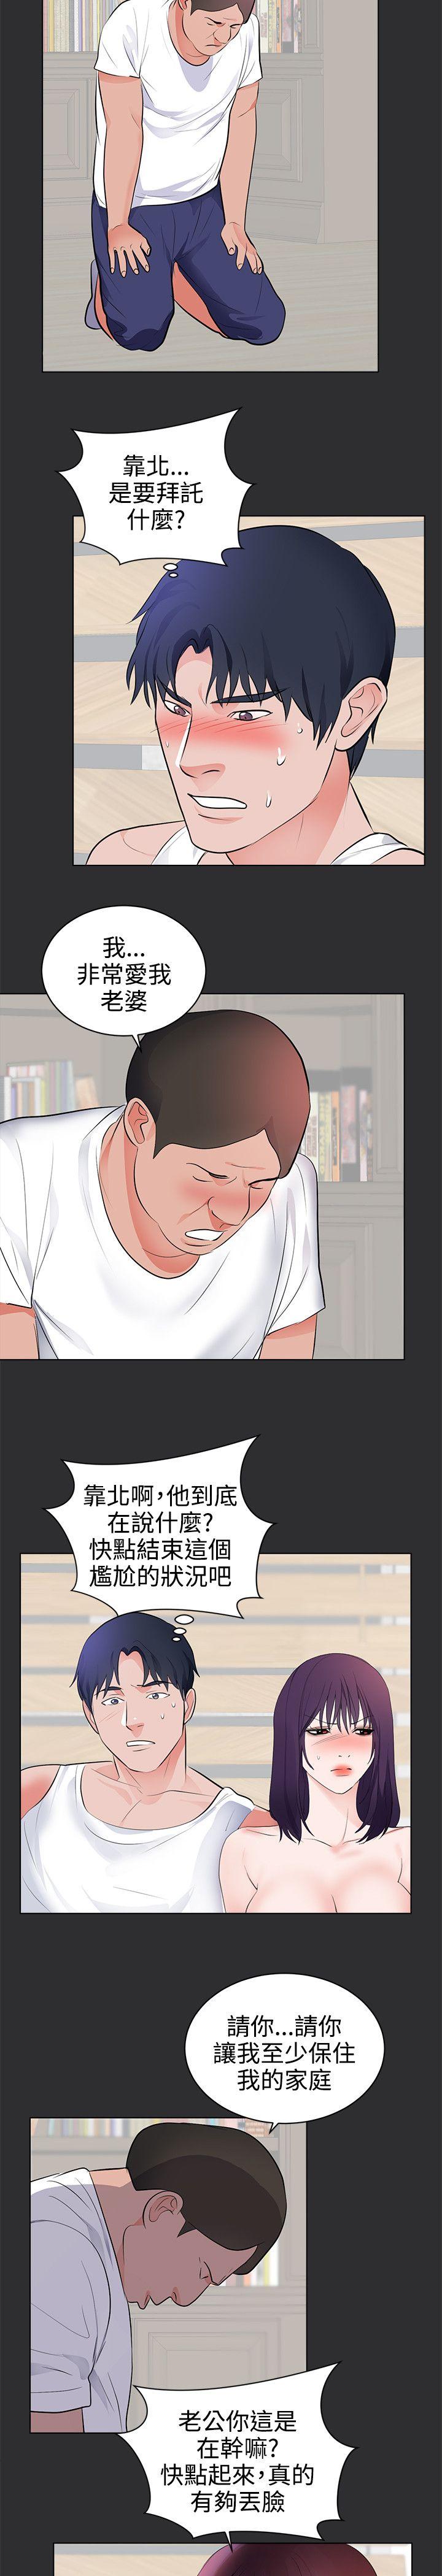 靠北...
是要拜託
什麼?
我...
非常愛我
老婆
靠北啊,他到底
在說什麼?
快點結束這個
尷尬的狀況吧
請你...請你
讓我至少保住
我的家庭
老公你這是
在幹嘛?
快點起來,真的
有夠丟臉